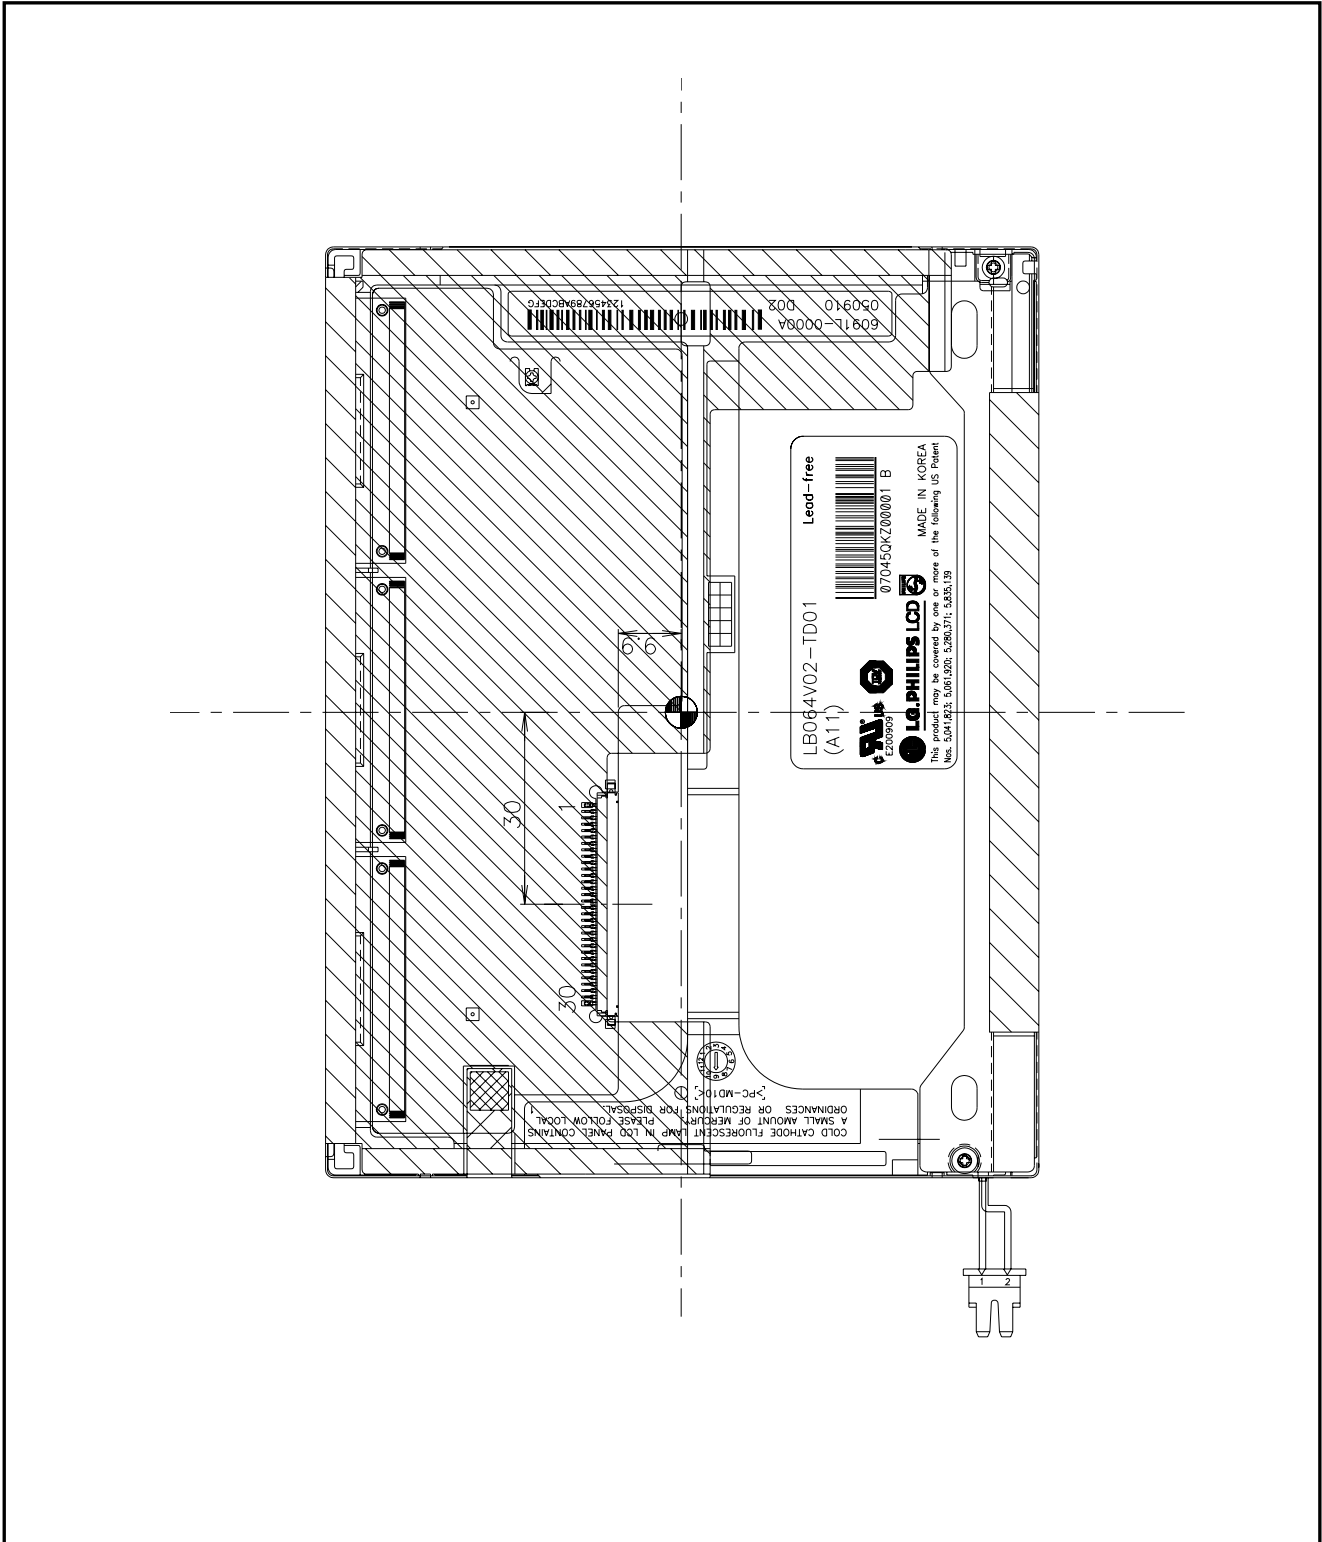 123456789ABCDEFG
050910 D02
6091L-0000A
Lead-free
LB064V02-TD01
(A11)
07045QKZ00001 B
E200909
MADE IN KOREA
LG.PHILIPS LCD
This product may be covered by one or more of the following US Patent
Nos. 5,041,823; 5,061,920; 5,280,371; 5,835,139
6.6
30
1
30
>PC-MD10<
COLD CATHODE FLUORESCENT LAMP IN LCD PANEL CONTAINS
A SMALL AMOUNT OF MERCURY. PLEASE FOLLOW LOCAL
ORDINANCES OR REGULATIONS FOR DISPOSAL.
1 2